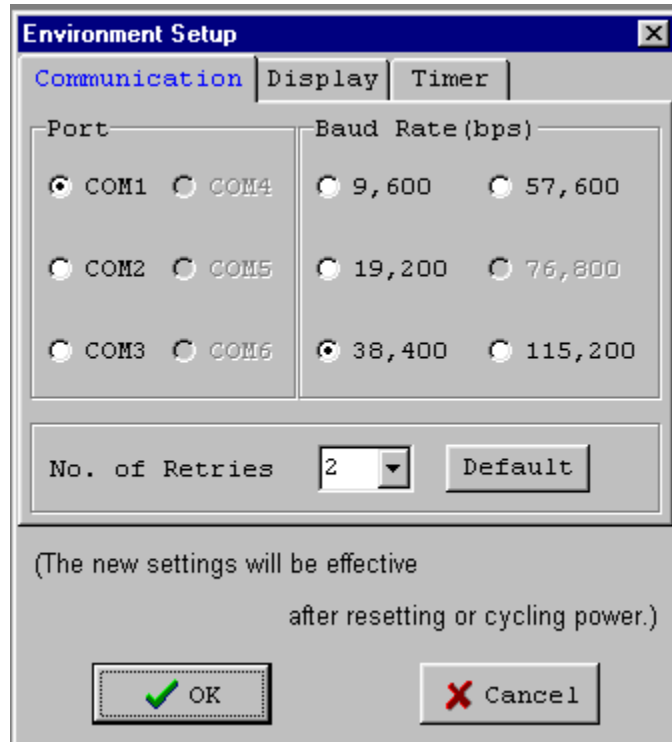 Environment Setup
Communication Display Timer
Port
Baud Rate(bps)
COM1 COM4 9,600 57,600
COM2 COM5 19,200 76,800
COM3 COM6 38,400 115,200
No. of Retries 2 Default
(The new settings will be effective
after resetting or cycling power.)
OK Cancel